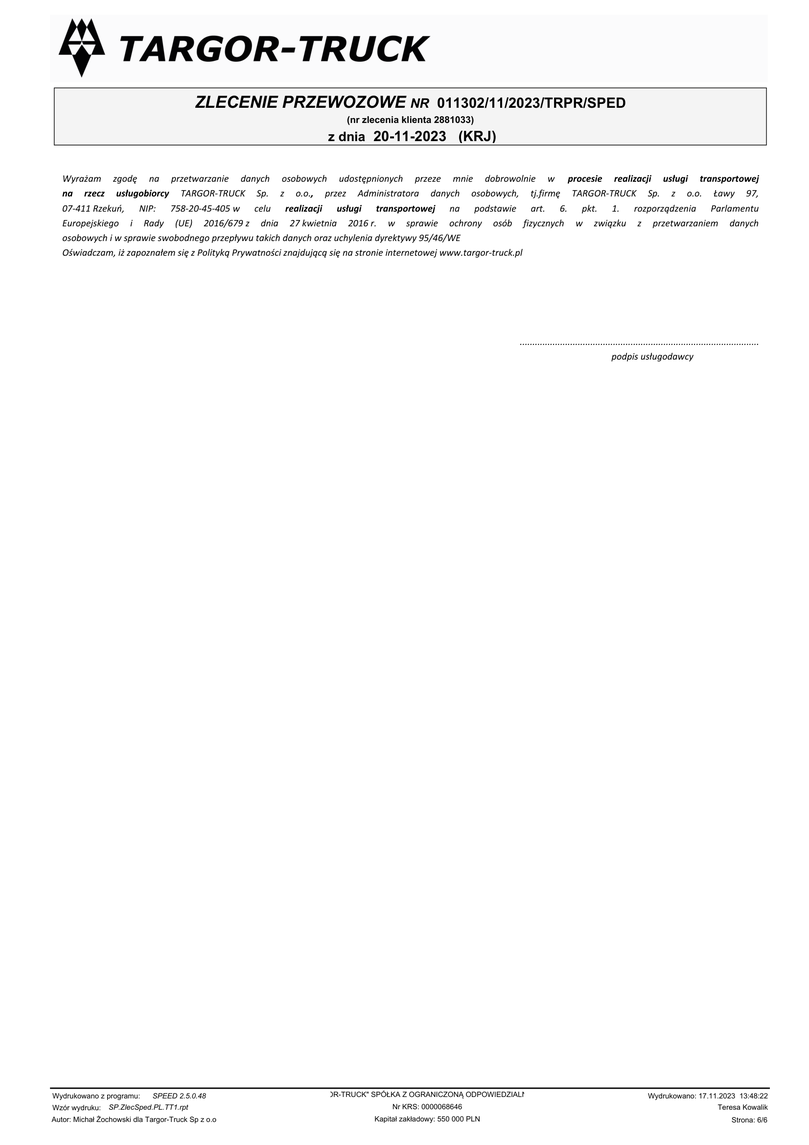 TARGOR-TRUCK
ZLECENIE PRZEWOZOWE NR 011302/11/2023/TRPR/SPED
(nr zlecenia klienta 2881033)
z dnia 20-11-2023 (KRJ)
Wyrażam zgodę na przetwarzanie danych osobowych udostępnionych przeze mnie dobrowolnie w procesie realizacji usługi transportowej
na rzecz usługobiorcy TARGOR-TRUCK Sp. z o.o., przez Administratora danych osobowych, tj.firmę TARGOR-TRUCK Sp. z o.o. Ławy 97,
07-411 Rzekuń, NIP: 758-20-45-405 w celu realizacji usługi transportowej na podstawie art. 6. pkt. 1. rozporządzenia Parlamentu
Europejskiego i Rady (UE) 2016/679 z dnia 27 kwietnia 2016 r. w sprawie ochrony osób fizycznych w związku z przetwarzaniem danych
osobowych i w sprawie swobodnego przepływu takich danych oraz uchylenia dyrektywy 95/46/WE
Oświadczam, iż zapoznałem się z Polityką Prywatności znajdującą się na stronie internetowej www.targor-truck.pl
podpis usługodawcy
Wydrukowano z programu: SPEED 2.5.0.48
Wzór wydruku: SP.ZlecSped.PL.TT1.rpt
Autor: Michał Żochowski dla Targor-Truck Sp z o.o
OR-TRUCK" SPÓŁKA Z OGRANICZONĄ ODPOWIEDZIALN
Nr KRS: 0000068646
Kapitał zakładowy: 550 000 PLN
Wydrukowano: 17.11.2023 13:48:22
Teresa Kowalik
Strona: 6/6